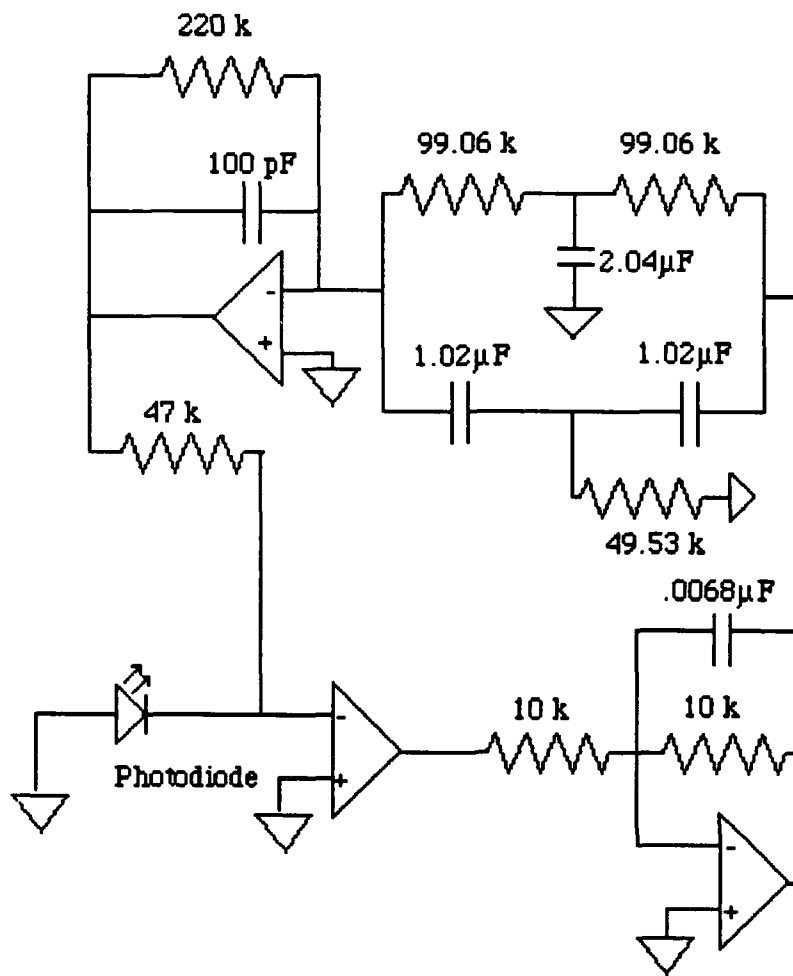 220 k
100 pF
99.06 k
99.06 k
2.04µF
-
+
1.02µF
1.02µF
47 k
49.53 k
.0068µF
10 k
10 k
-
+
Photodiode
-
+